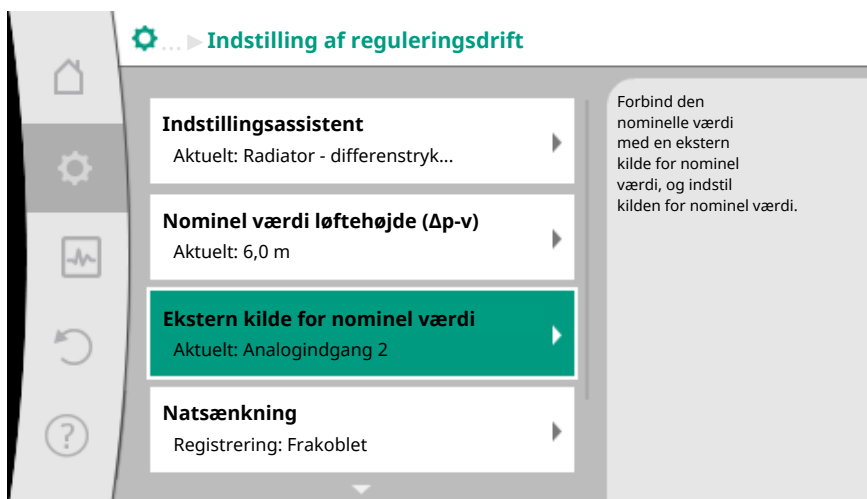 ... Indstilling af reguleringsdrift
Indstillingsassistent
Aktuelt: Radiator - differenstryk...
Nominel værdi løftehøjde (Δp-v)
Aktuelt: 6,0 m
Ekstern kilde for nominel værdi
Aktuelt: Analogindgang 2
Natsænkning
Registrering: Frakoblet
Forbind den
nominelle værdi
med en ekstern
kilde for nominel
værdi, og indstil
kilden for nominel værdi.